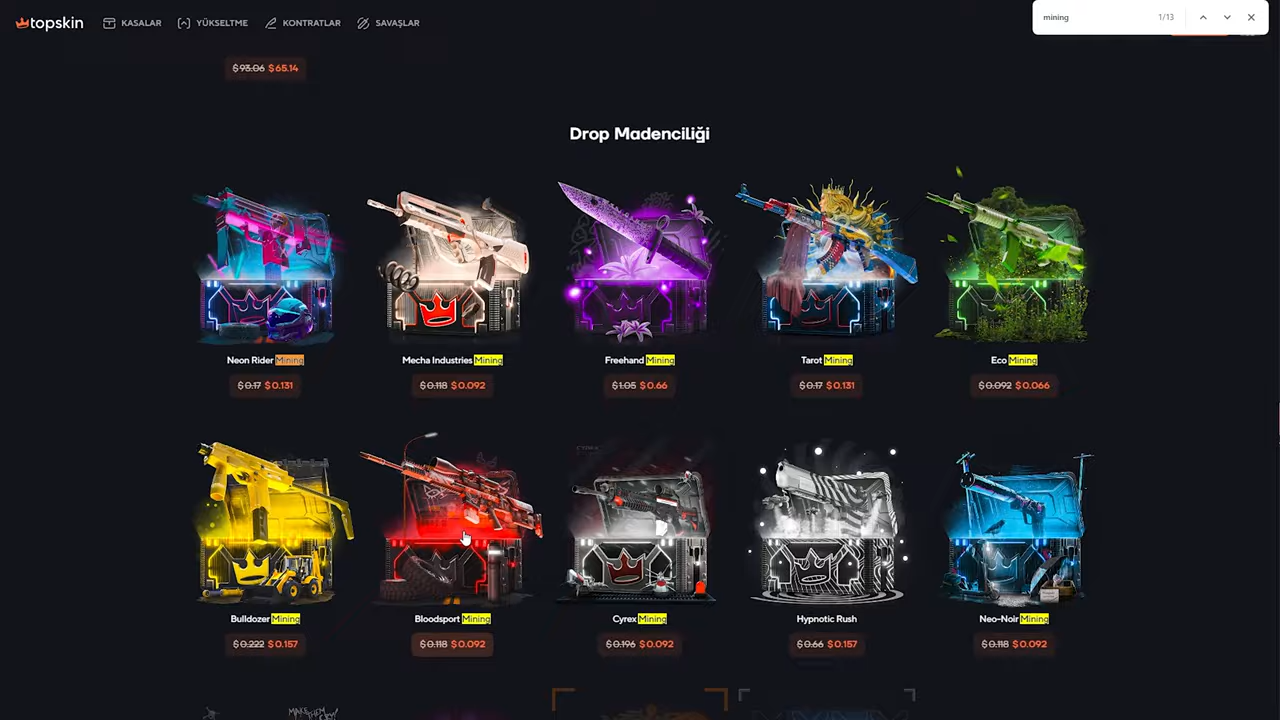 topskin
KASALAR
YÜKSELTME
KONTRATLAR
SAVAŞLAR
mining
1/13
$93.06 $65.14
Drop Madenciliği
Neon Rider Mining
$0.17 $0.131
Mecha Industries Mining
$0.118 $0.092
Freehand Mining
$1.05 $0.66
Tarot Mining
$0.17 $0.131
Eco Mining
$0.092 $0.066
Bulldozer Mining
$0.222 $0.157
Bloodsport Mining
$0.118 $0.092
Cyrex Mining
$0.196 $0.092
Hypnotic Rush
$0.66 $0.157
Neo-Noir Mining
$0.118 $0.092